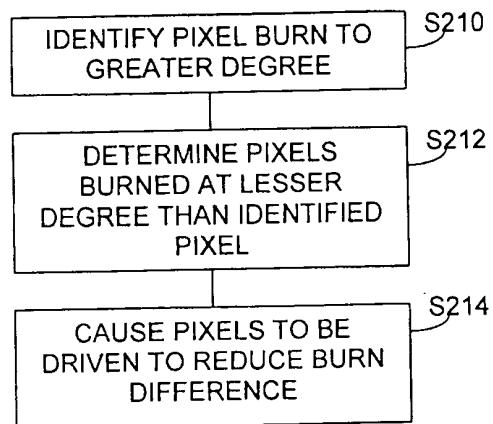 IDENTIFY PIXEL BURN TO
GREATER DEGREE
S210
DETERMINE PIXELS
BURNED AT LESSER
DEGREE THAN IDENTIFIED
PIXEL
S212
CAUSE PIXELS TO BE
DRIVEN TO REDUCE BURN
DIFFERENCE
S214